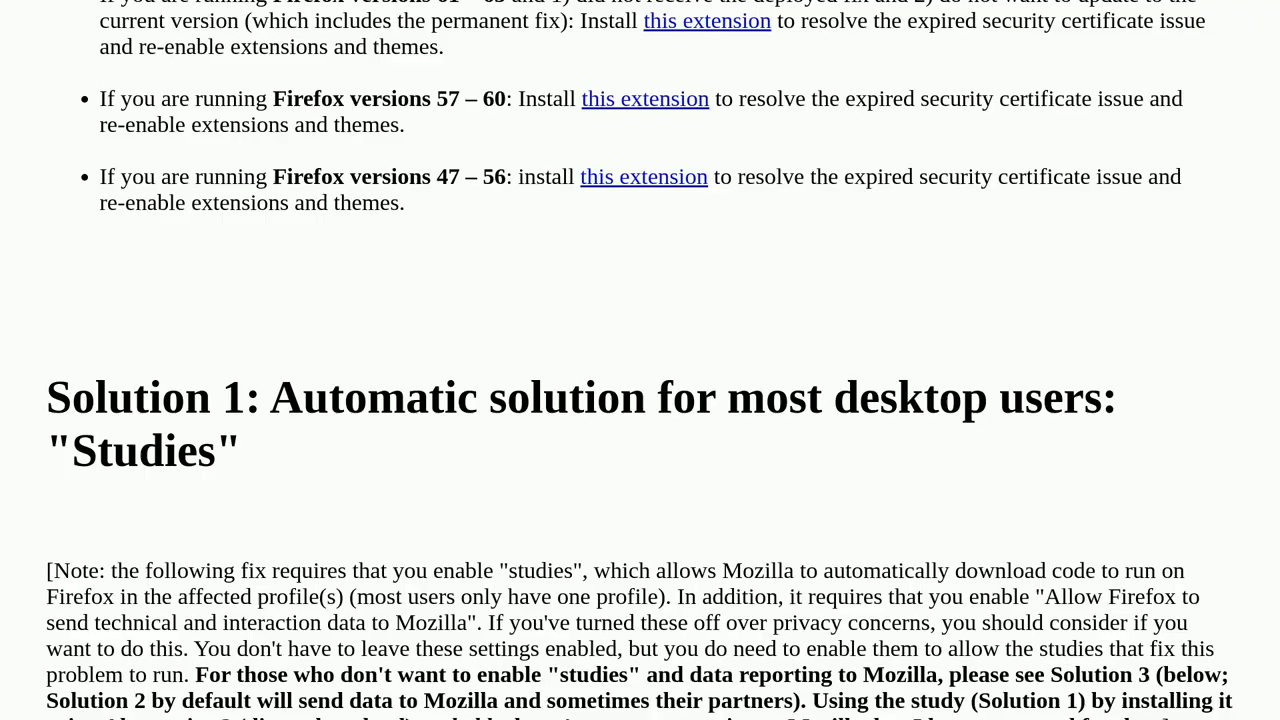 current version (which includes the permanent fix): Install this extension to resolve the expired security certificate issue
and re-enable extensions and themes.
If you are running Firefox versions 57 – 60: Install this extension to resolve the expired security certificate issue and
re-enable extensions and themes.
If you are running Firefox versions 47 – 56: install this extension to resolve the expired security certificate issue and
re-enable extensions and themes.
Solution 1: Automatic solution for most desktop users:
"Studies"
[Note: the following fix requires that you enable "studies", which allows Mozilla to automatically download code to run on
Firefox in the affected profile(s) (most users only have one profile). In addition, it requires that you enable "Allow Firefox to
send technical and interaction data to Mozilla". If you've turned these off over privacy concerns, you should consider if you
want to do this. You don't have to leave these settings enabled, but you do need to enable them to allow the studies that fix this
problem to run. For those who don't want to enable "studies" and data reporting to Mozilla, please see Solution 3 (below;
Solution 2 by default will send data to Mozilla and sometimes their partners). Using the study (Solution 1) by installing it